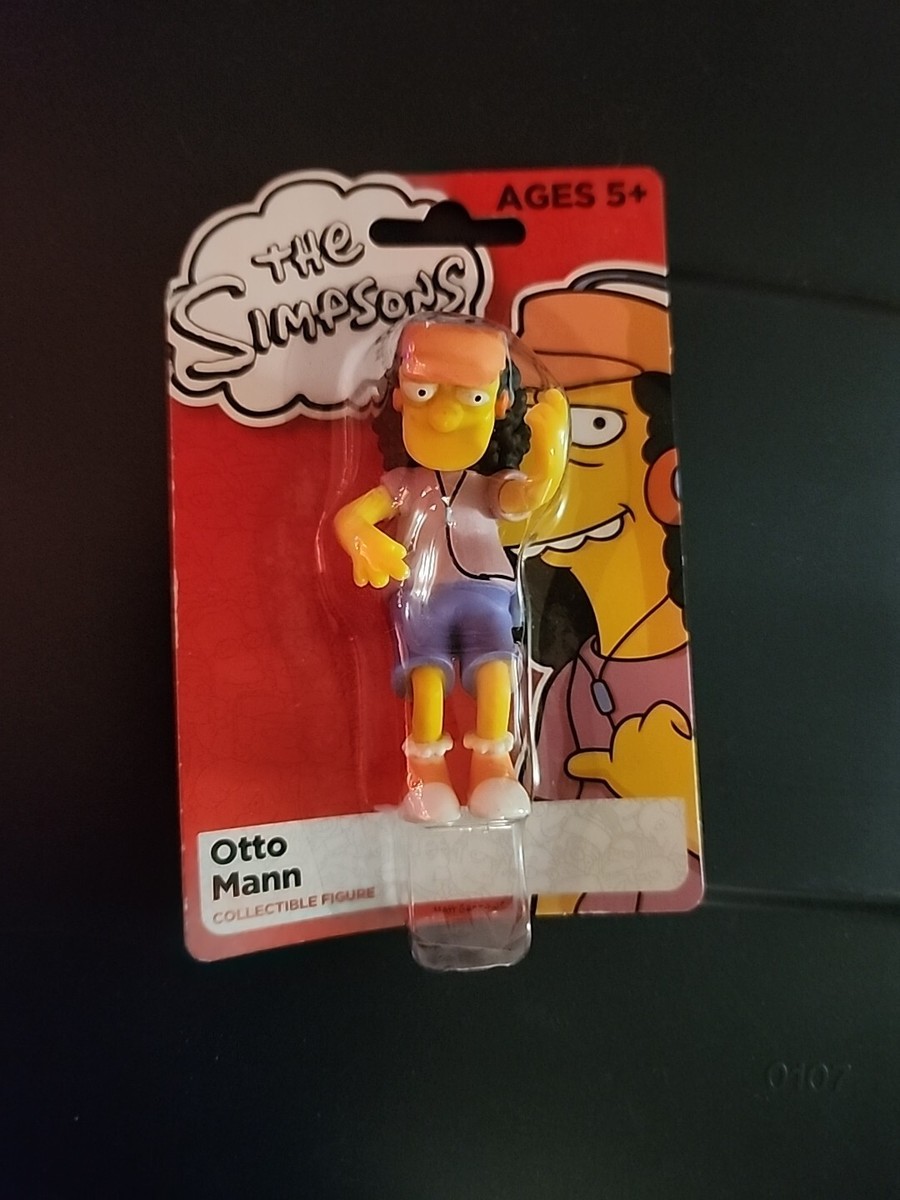 AGES 5+
THe
SIMPSONS
Otto
Mann
COLLECTIBLE FIGURE
0107